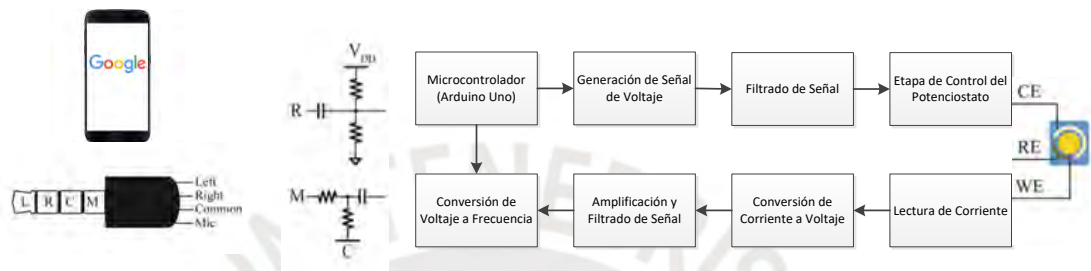 Google
L R C M
Left
Right
Common
Mic
V_DD
R
M
C
Microcontrolador
(Arduino Uno)
Generación de Señal
de Voltaje
Filtrado de Señal
Etapa de Control del
Potenciostato
CE
RE
WE
Conversión de
Voltaje a Frecuencia
Amplificación y
Filtrado de Señal
Conversión de
Corriente a Voltaje
Lectura de Corriente
TENEBRIS